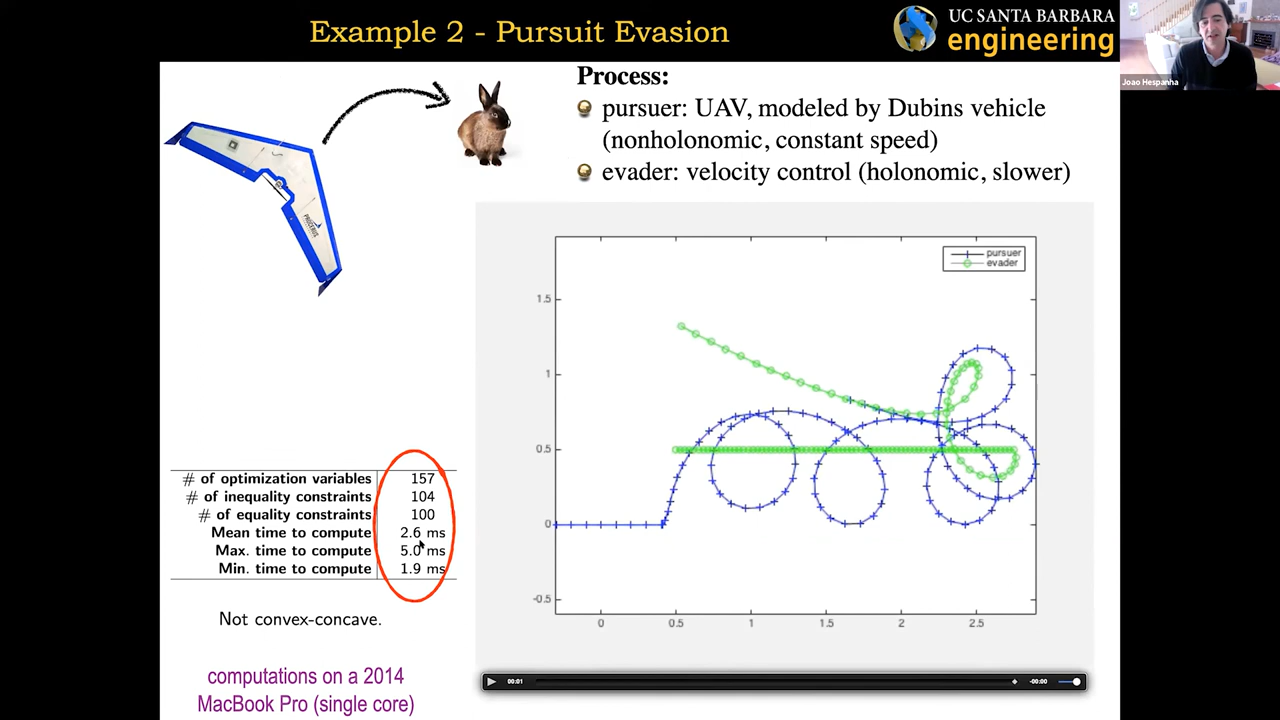 Example 2 - Pursuit Evasion
UC SANTA BARBARA
engineering
Joao Hespanha
Process:
pursuer: UAV, modeled by Dubins vehicle
(nonholonomic, constant speed)
evader: velocity control (holonomic, slower)
PROCERUS
pursuer
evader
1.5
1
0.5
0
-0.5
0 0.5 1 1.5 2 2.5
# of optimization variables 157
# of inequality constraints 104
# of equality constraints 100
Mean time to compute 2.6 ms
Max. time to compute 5.0 ms
Min. time to compute 1.9 ms
Not convex-concave.
computations on a 2014
MacBook Pro (single core)
00:01
-00:00